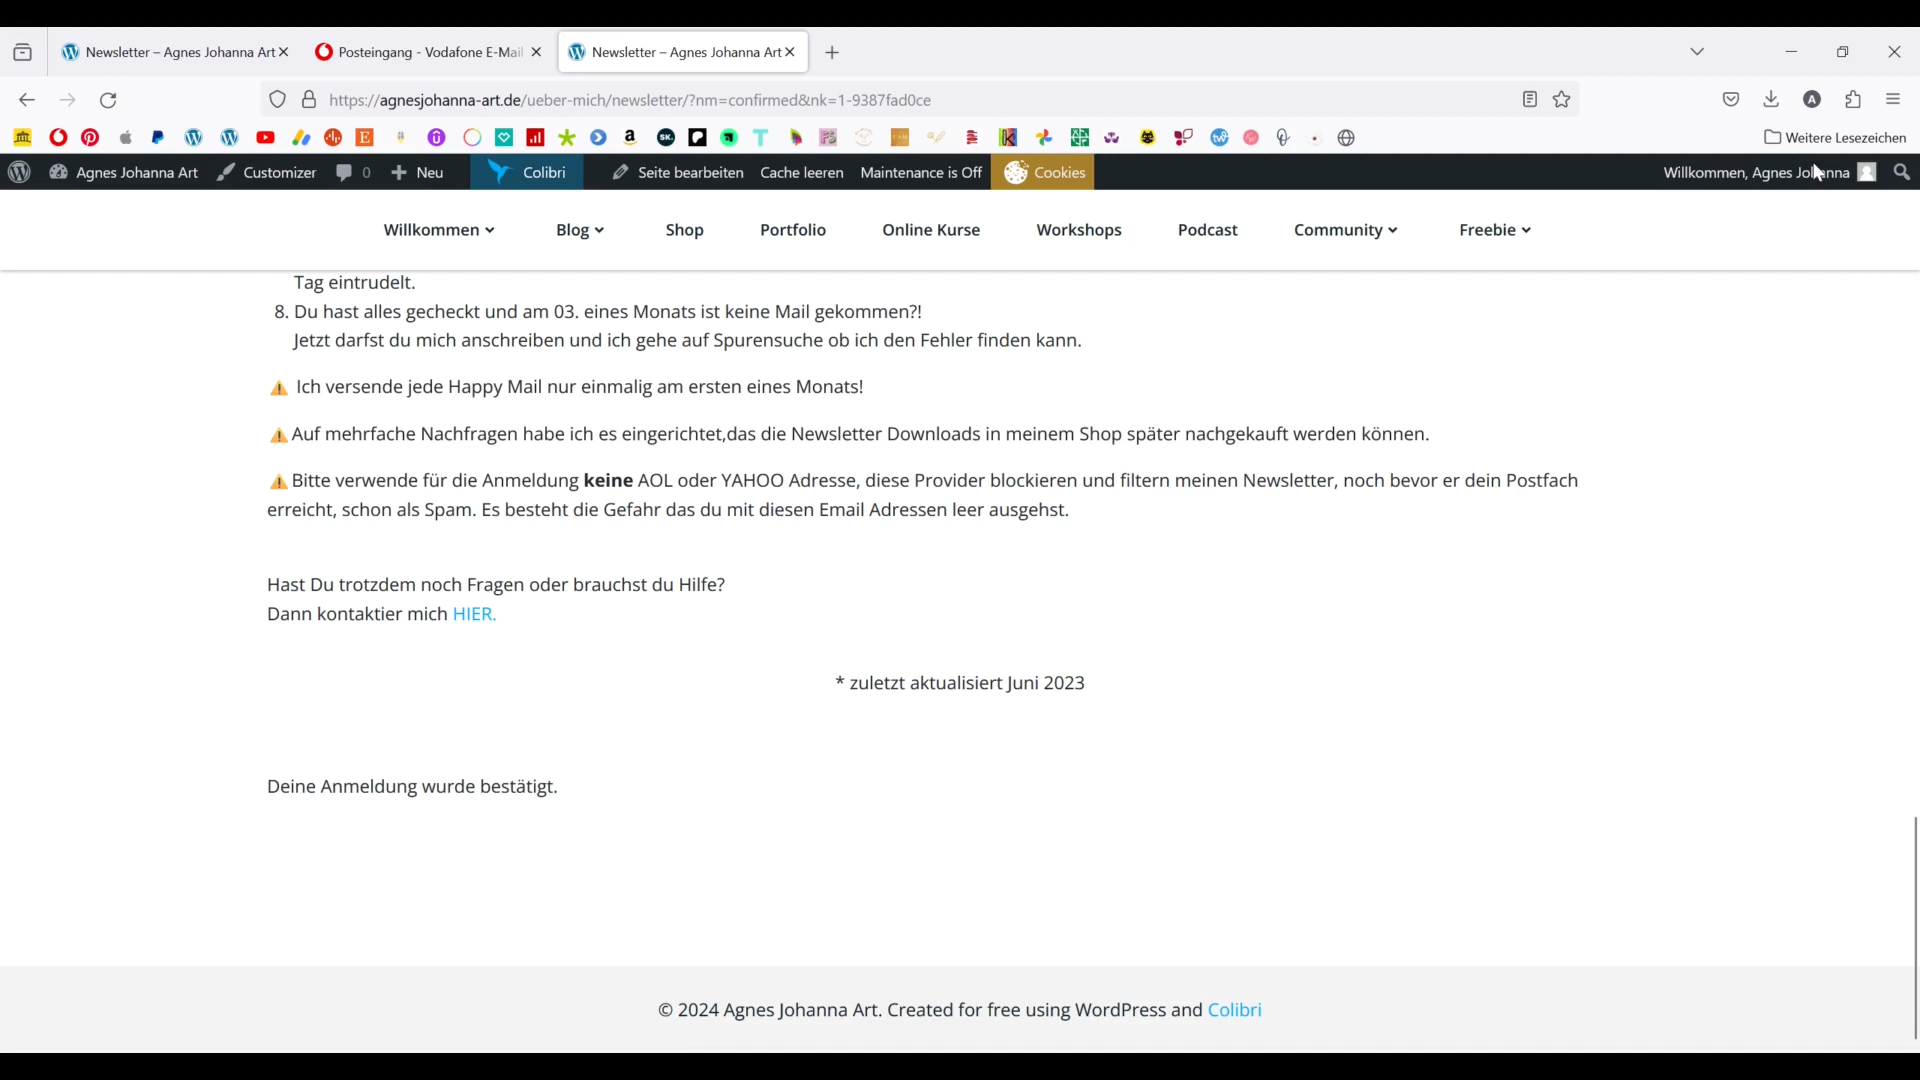 Newsletter – Agnes Johanna Art
Posteingang - Vodafone E-Mail
Newsletter – Agnes Johanna Art
https://agnesjohanna-art.de/ueber-mich/newsletter/?nm=confirmed&nk=1-9387fad0ce
A
Weitere Lesezeichen
Agnes Johanna Art
Customizer
0
Neu
Colibri
Seite bearbeiten
Cache leeren
Maintenance is Off
Cookies
Willkommen, Agnes Johanna
Willkommen
Blog
Shop
Portfolio
Online Kurse
Workshops
Podcast
Community
Freebie
Tag eintrudelt.
8. Du hast alles gecheckt und am 03. eines Monats ist keine Mail gekommen?!
Jetzt darfst du mich anschreiben und ich gehe auf Spurensuche ob ich den Fehler finden kann.
⚠ Ich versende jede Happy Mail nur einmalig am ersten eines Monats!
⚠ Auf mehrfache Nachfragen habe ich es eingerichtet,das die Newsletter Downloads in meinem Shop später nachgekauft werden können.
⚠ Bitte verwende für die Anmeldung keine AOL oder YAHOO Adresse, diese Provider blockieren und filtern meinen Newsletter, noch bevor er dein Postfach
erreicht, schon als Spam. Es besteht die Gefahr das du mit diesen Email Adressen leer ausgehst.
Hast Du trotzdem noch Fragen oder brauchst du Hilfe?
Dann kontaktier mich HIER.
* zuletzt aktualisiert Juni 2023
Deine Anmeldung wurde bestätigt.
© 2024 Agnes Johanna Art. Created for free using WordPress and Colibri